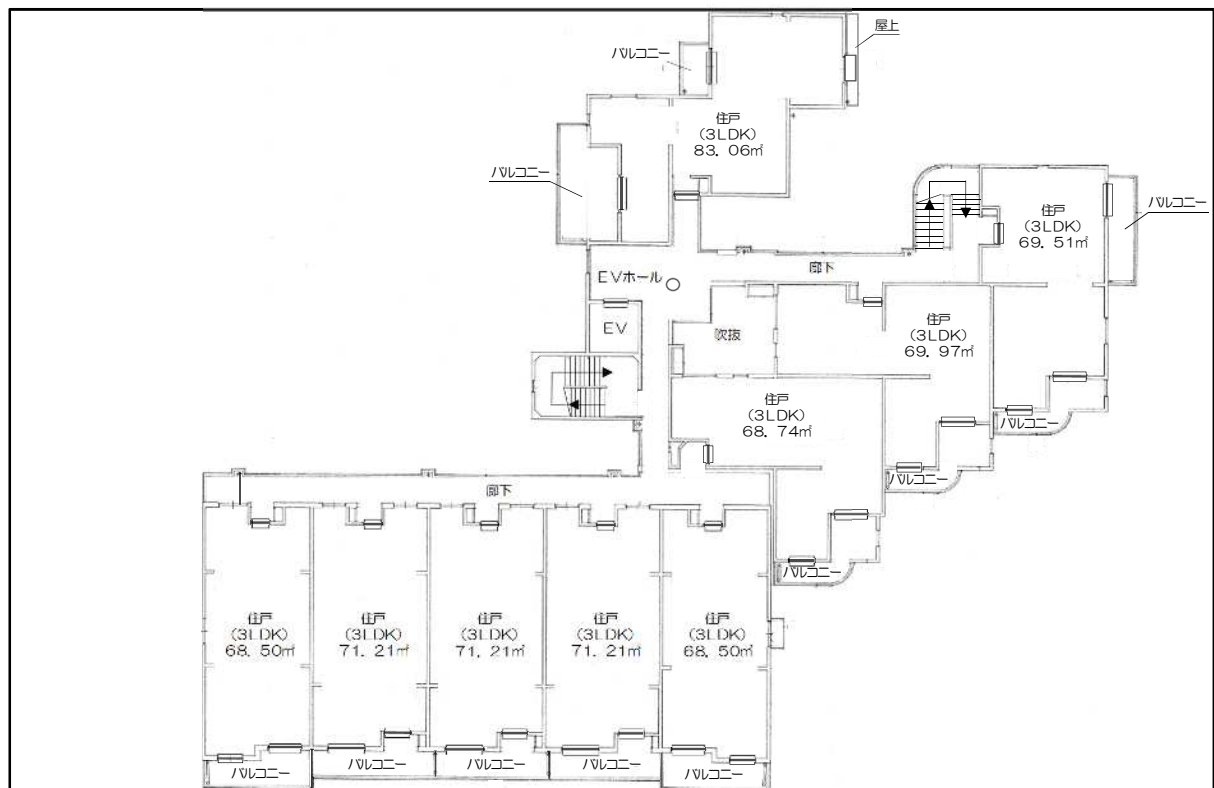 屋上
バルコニー
住戸
(3LDK)
83.06㎡
バルコニー
住戸
(3LDK)
69.51㎡
バルコニー
廊下
EVホール
EV
吹抜
住戸
(3LDK)
69.97㎡
住戸
(3LDK)
68.74㎡
バルコニー
バルコニー
廊下
バルコニー
住戸
(3LDK)
68.50㎡
住戸
(3LDK)
71.21㎡
住戸
(3LDK)
71.21㎡
住戸
(3LDK)
71.21㎡
住戸
(3LDK)
68.50㎡
バルコニー
バルコニー
バルコニー
バルコニー
バルコニー